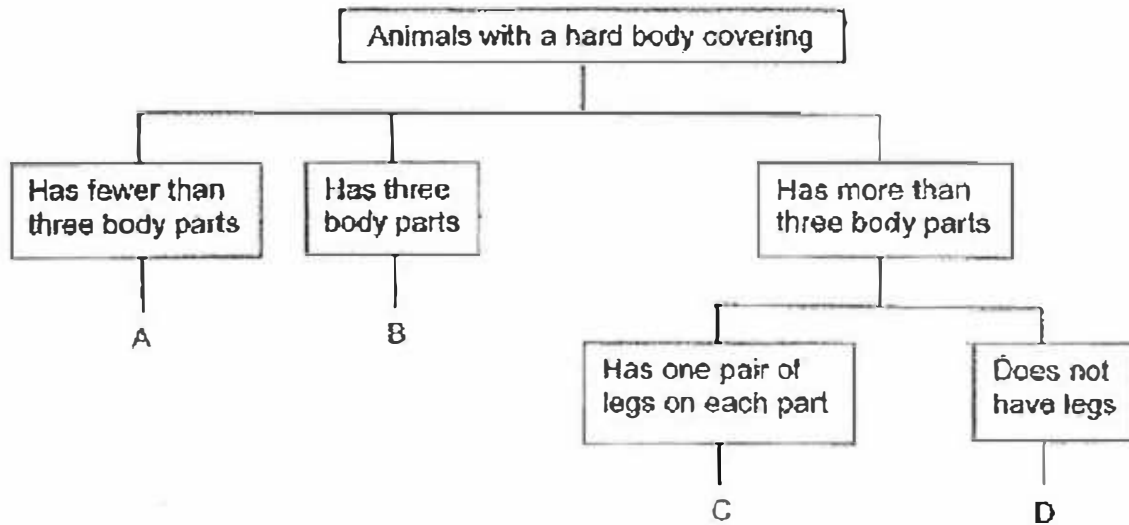 Animals with a hard body covering
Has fewer than
three body parts
Has three
body parts
Has more than
three body parts
A
B
Has one pair of
legs on each part
Does not
have legs
C
D